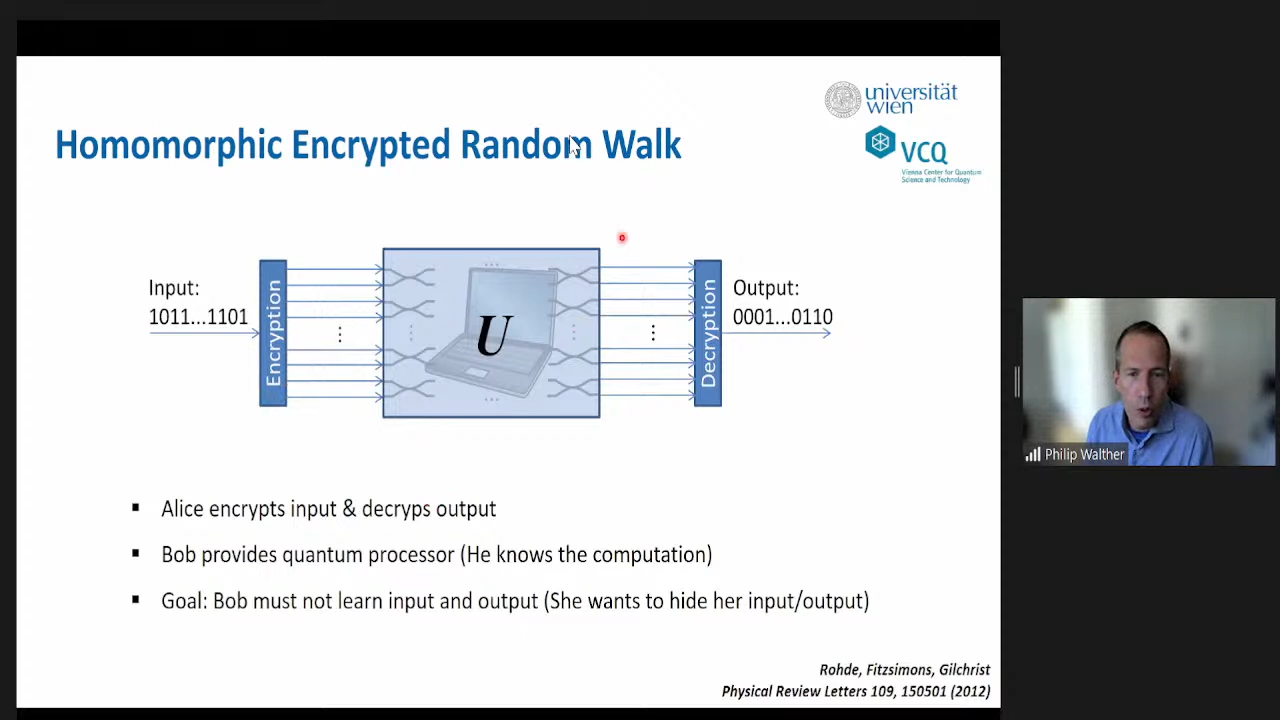 universität
wien
Homomorphic Encrypted Random Walk
VCQ
Vienna Center for Quantum
Science and Technology
Input:
1011...1101
Encryption
U
Decryption
Output:
0001...0110
▪ Alice encrypts input & decryps output
▪ Bob provides quantum processor (He knows the computation)
▪ Goal: Bob must not learn input and output (She wants to hide her input/output)
Rohde, Fitzsimons, Gilchrist
Physical Review Letters 109, 150501 (2012)
Philip Walther